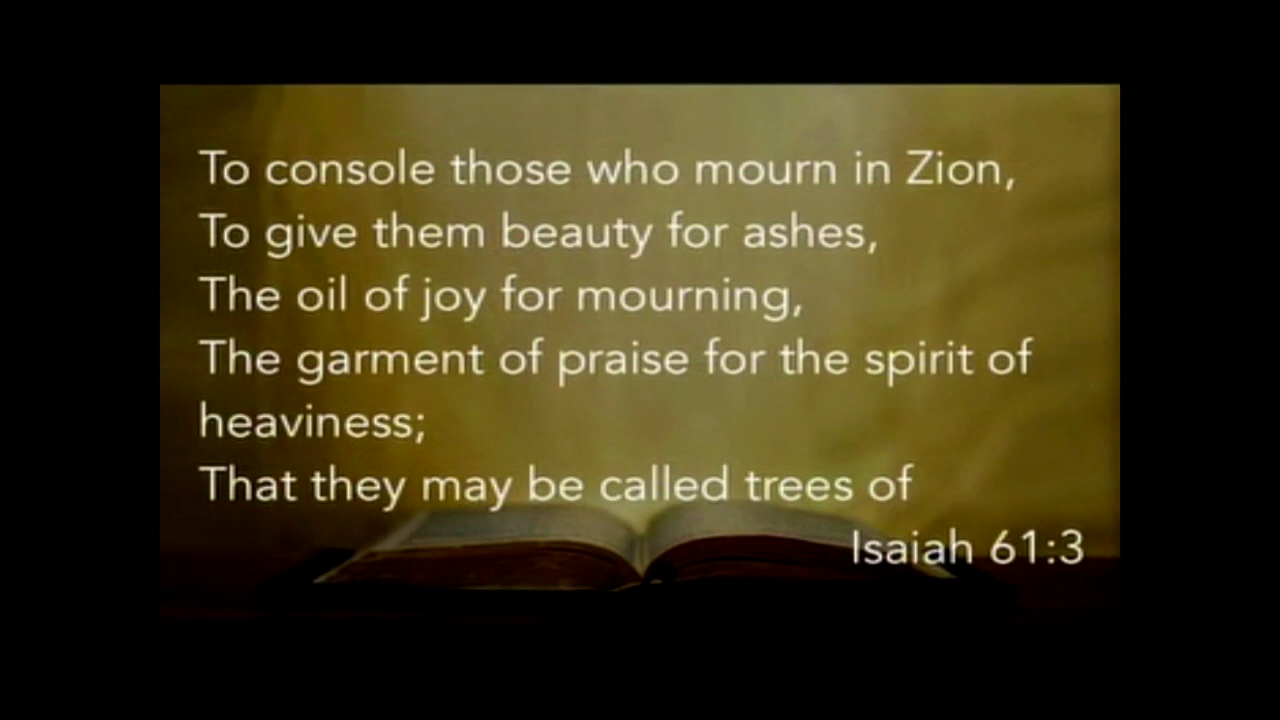 To console those who mourn in Zion,
To give them beauty for ashes,
The oil of joy for mourning,
The garment of praise for the spirit of
heaviness;
That they may be called trees of
Isaiah 61:3